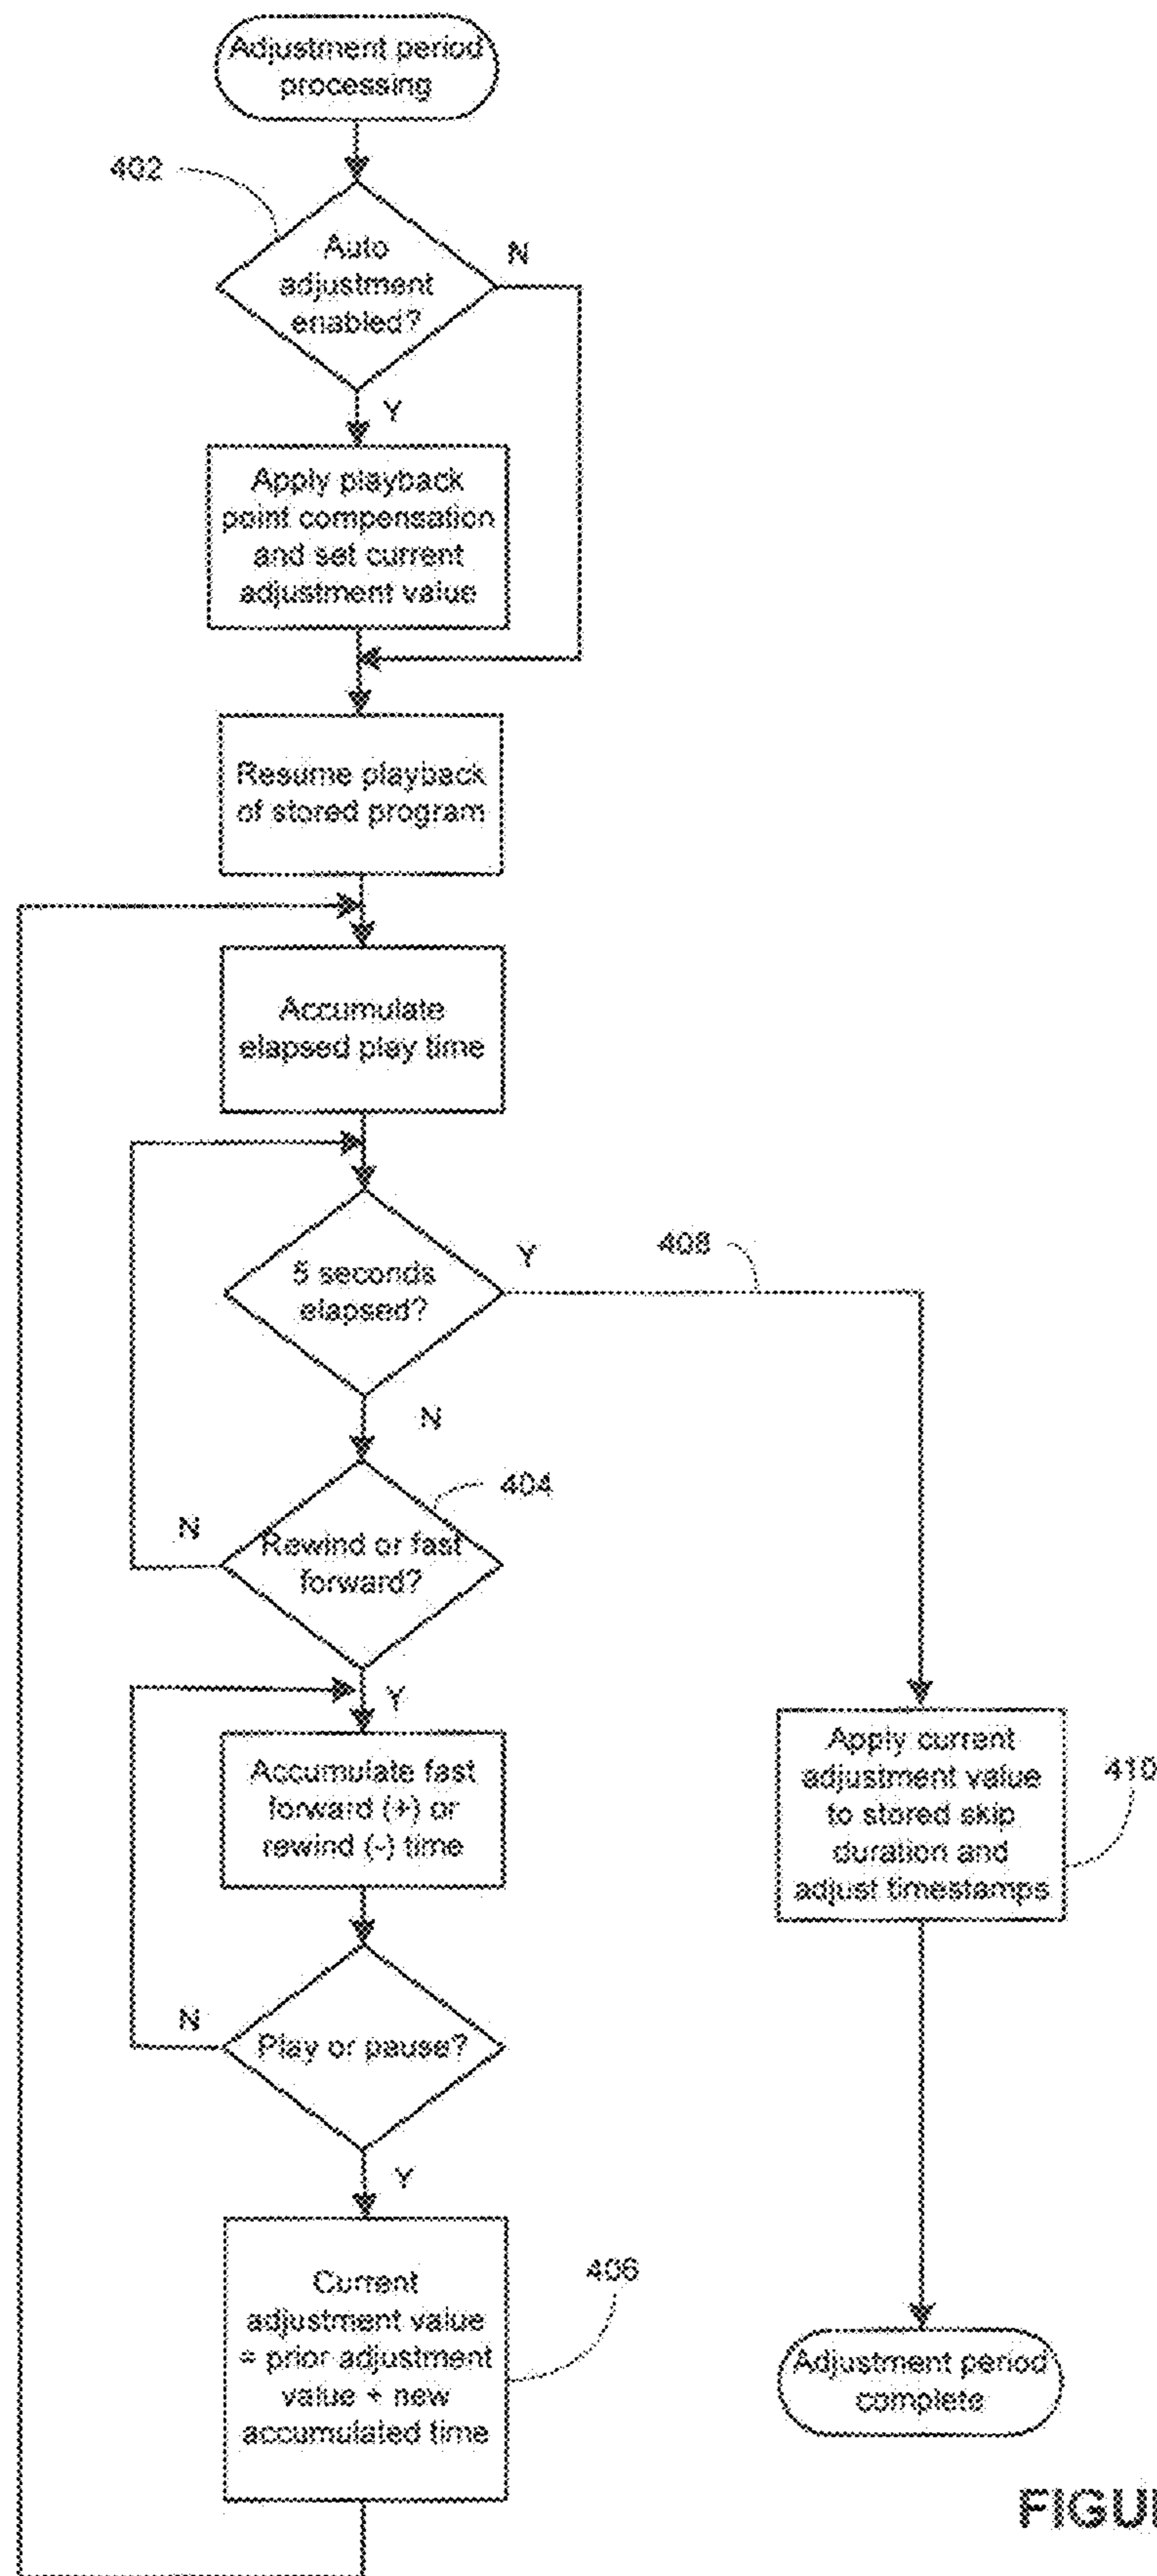 Adjustment period
processing
402
Auto
adjustment
enabled?
N
Y
Apply playback
point compensation
and set current
adjustment value
Resume playback
of stored program
Accumulate
elapsed play time
5 seconds
elapsed?
Y
408
N
404
Rewind or fast
forward?
N
Y
Accumulate fast
forward (+) or
rewind (-) time
Apply current
adjustment value
to stored skip
duration and
adjust timestamps
410
Play or pause?
N
Y
Current
adjustment value
= prior adjustment
value + new
accumulated time
406
Adjustment period
complete